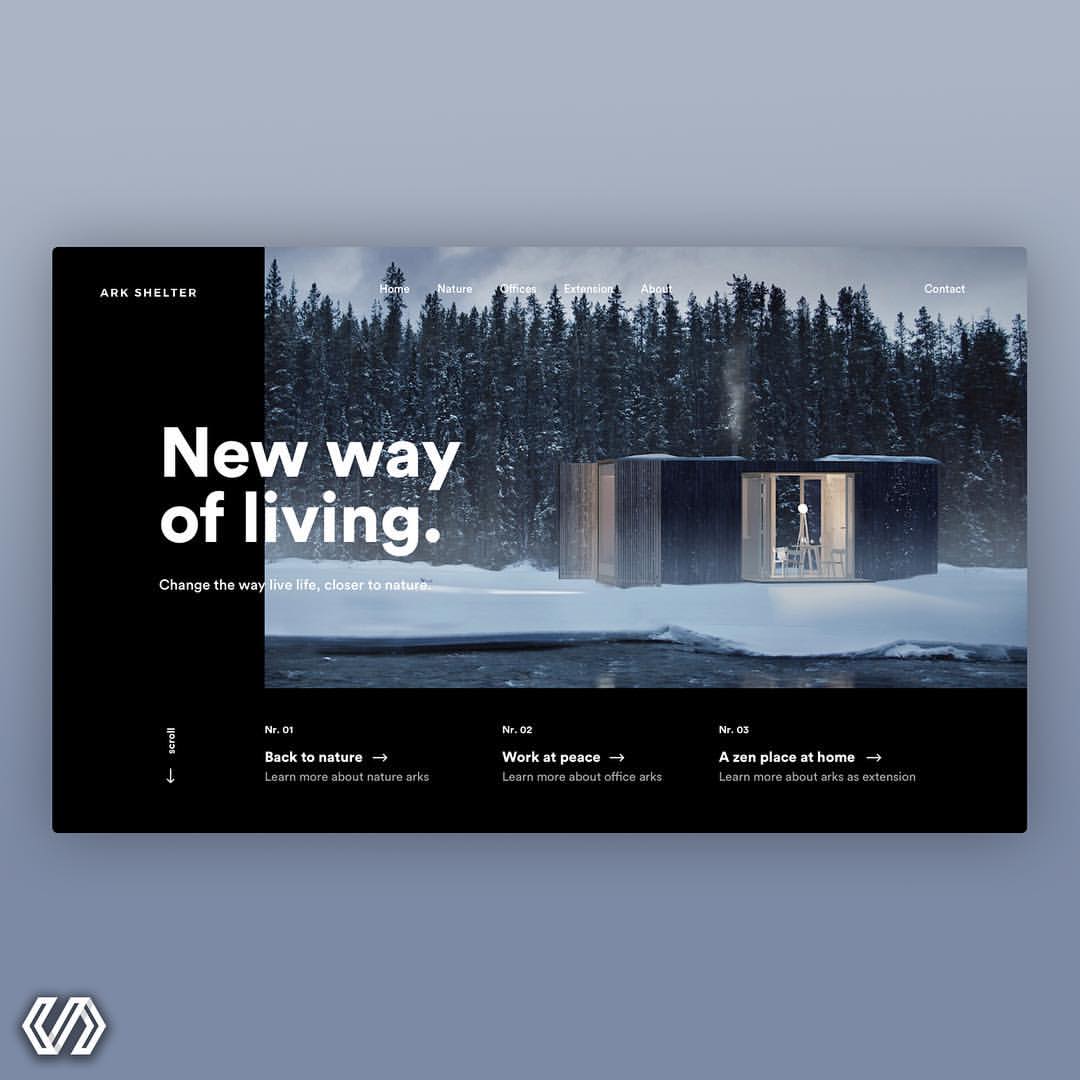 ARK SHELTER
Home Nature Offices Extension About Contact
New way
of living.
Change the way live life, closer to nature.
scroll
Nr. 01
Back to nature →
Learn more about nature arks
Nr. 02
Work at peace →
Learn more about office arks
Nr. 03
A zen place at home →
Learn more about arks as extension